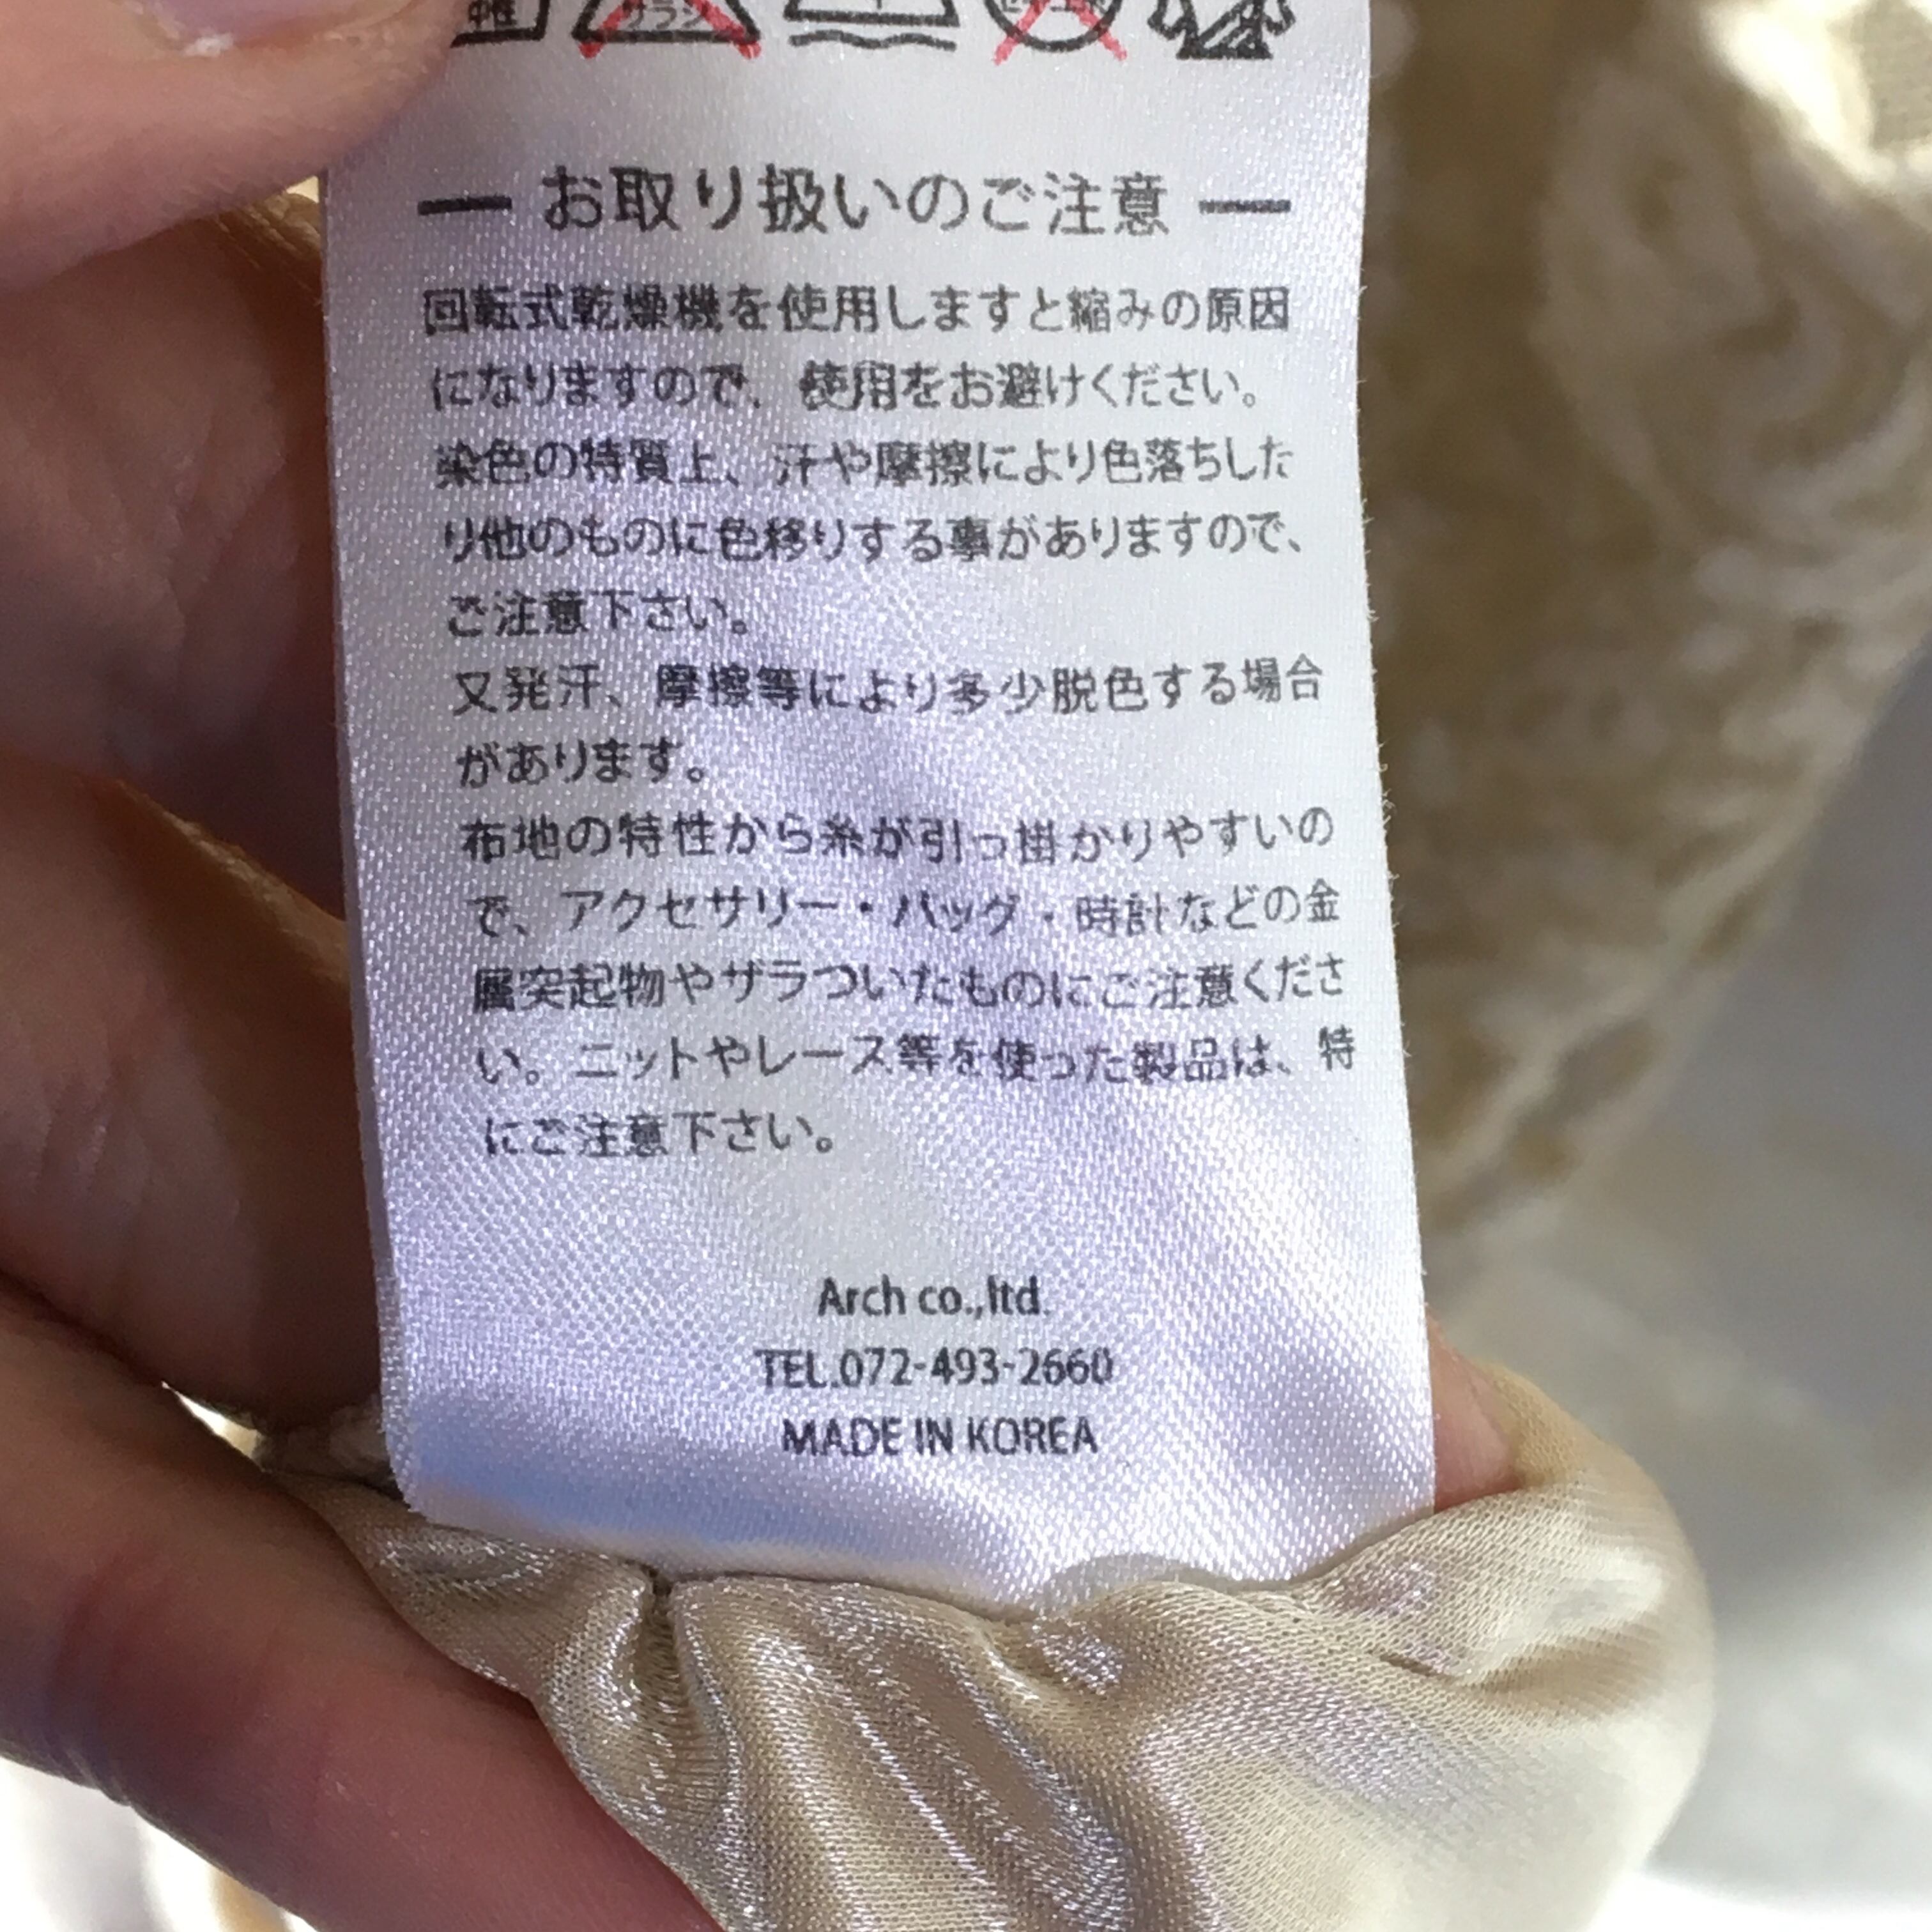 サラシ
お取り扱いのご注意
回転式乾燥機を使用しますと縮みの原因
になりますので、使用をお避けください。
染色の特質上、汗や摩擦により色落ちした
り他のものに色移りする事がありますので、
ご注意下さい。
又発汗、摩擦等により多少脱色する場合
があります。
布地の特性から糸が引っ掛かりやすいの
で、アクセサリー・バッグ・時計などの金
属突起物やザラついたものにご注意くださ
い。ニットやレース等を使った製品は、特
にご注意下さい。
Arch co.,ltd.
TEL.072-493-2660
MADE IN KOREA